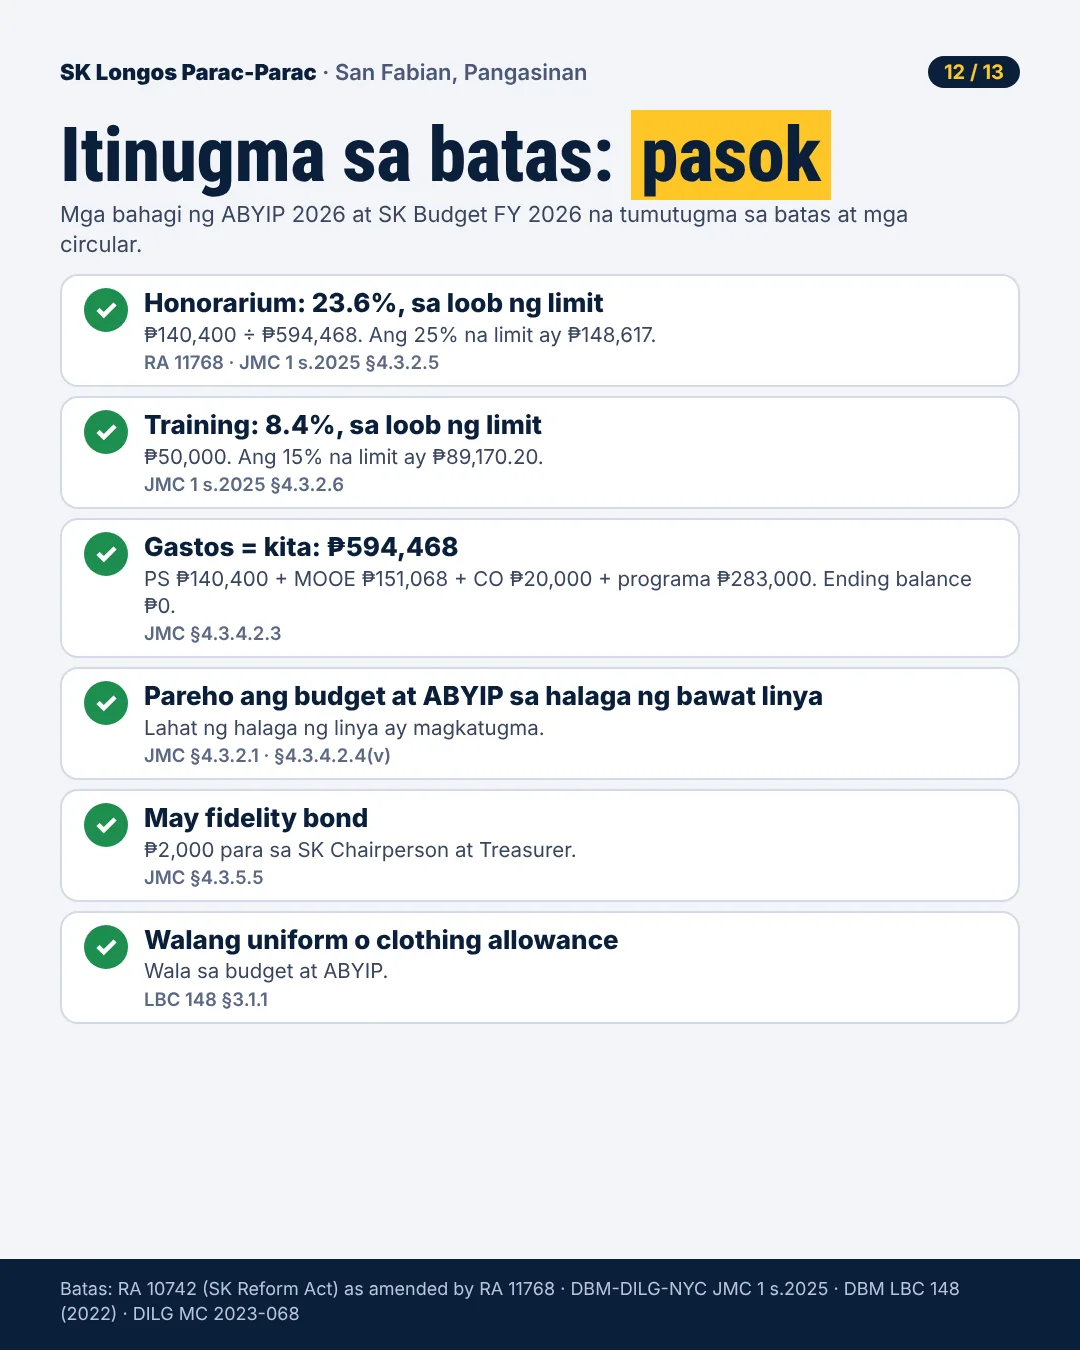 SK Longos Parac-Parac · San Fabian, Pangasinan
12 / 13
Itinugma sa batas: pasok
Mga bahagi ng ABYIP 2026 at SK Budget FY 2026 na tumutugma sa batas at mga
circular.
Honorarium: 23.6%, sa loob ng limit
₱140,400 ÷ ₱594,468. Ang 25% na limit ay ₱148,617.
RA 11768 · JMC 1 s.2025 §4.3.2.5
Training: 8.4%, sa loob ng limit
₱50,000. Ang 15% na limit ay ₱89,170.20.
JMC 1 s.2025 §4.3.2.6
Gastos = kita: ₱594,468
PS ₱140,400 + MOOE ₱151,068 + CO ₱20,000 + programa ₱283,000. Ending balance
₱0.
JMC §4.3.4.2.3
Pareho ang budget at ABYIP sa halaga ng bawat linya
Lahat ng halaga ng linya ay magkatugma.
JMC §4.3.2.1 · §4.3.4.2.4(v)
May fidelity bond
₱2,000 para sa SK Chairperson at Treasurer.
JMC §4.3.5.5
Walang uniform o clothing allowance
Wala sa budget at ABYIP.
LBC 148 §3.1.1
Batas: RA 10742 (SK Reform Act) as amended by RA 11768 · DBM-DILG-NYC JMC 1 s.2025 · DBM LBC 148
(2022) · DILG MC 2023-068